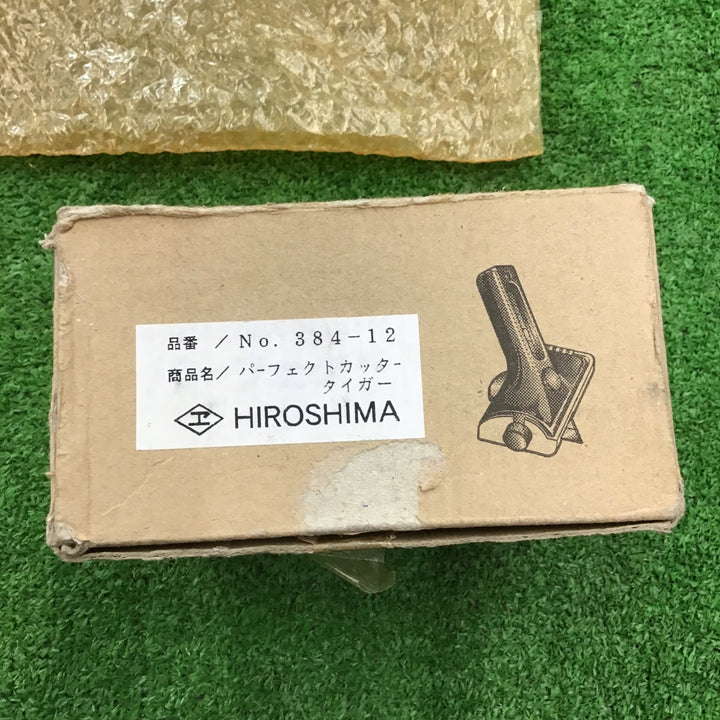 品番 / No. 384-12
商品名/ パーフェクトカッター
タイガー
エ HIROSHIMA